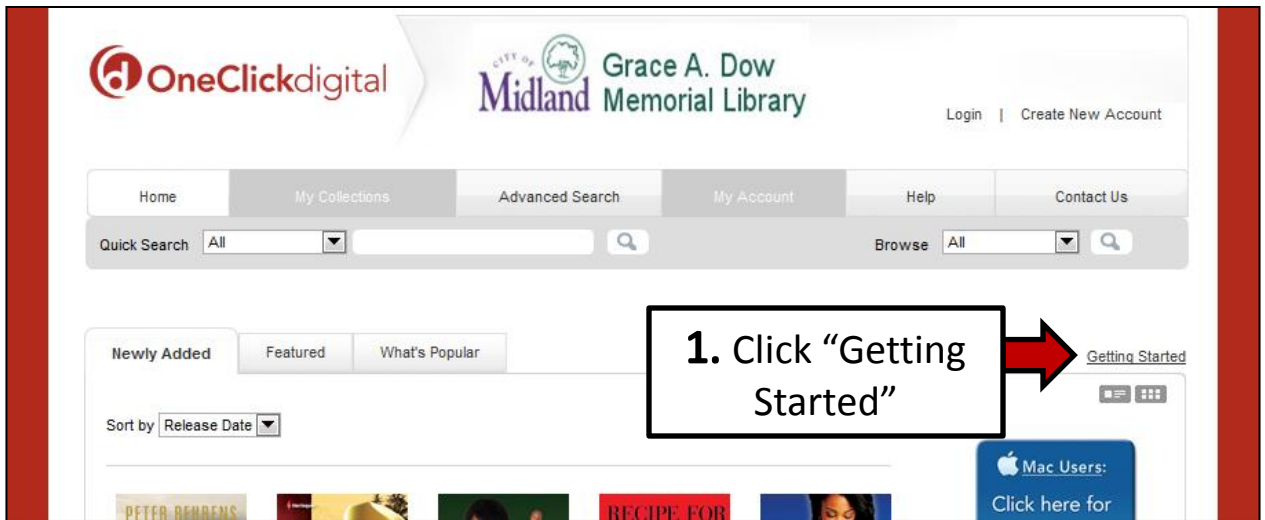 OneClickdigital
CITY OF
Midland
Grace A. Dow
Memorial Library
Login | Create New Account
Home My Collections Advanced Search My Account Help Contact Us
Quick Search All Browse All
Newly Added Featured What's Popular
1. Click “Getting
Started”
Getting Started
Sort by Release Date
Mac Users:
Click here for
PETER BEHRENS
RECIPE FOR